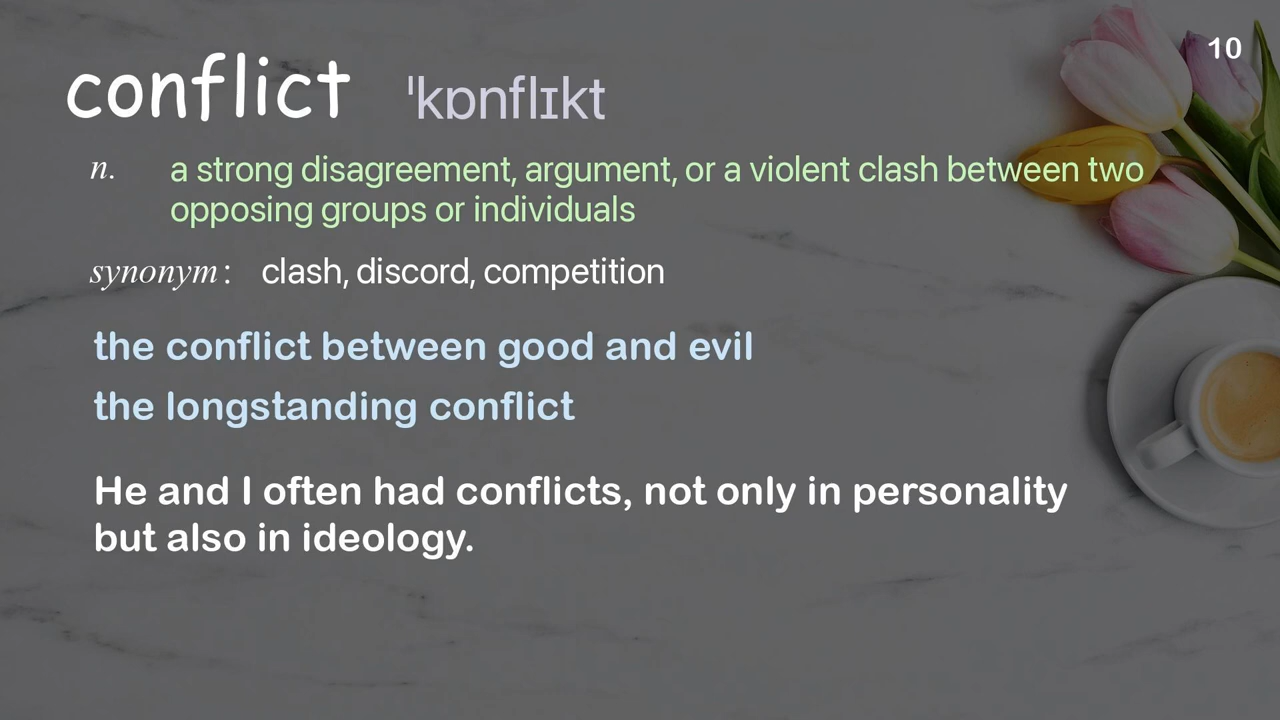 10
conflict ˈkɒnflɪkt
n. a strong disagreement, argument, or a violent clash between two
opposing groups or individuals
synonym: clash, discord, competition
the conflict between good and evil
the longstanding conflict
He and I often had conflicts, not only in personality
but also in ideology.